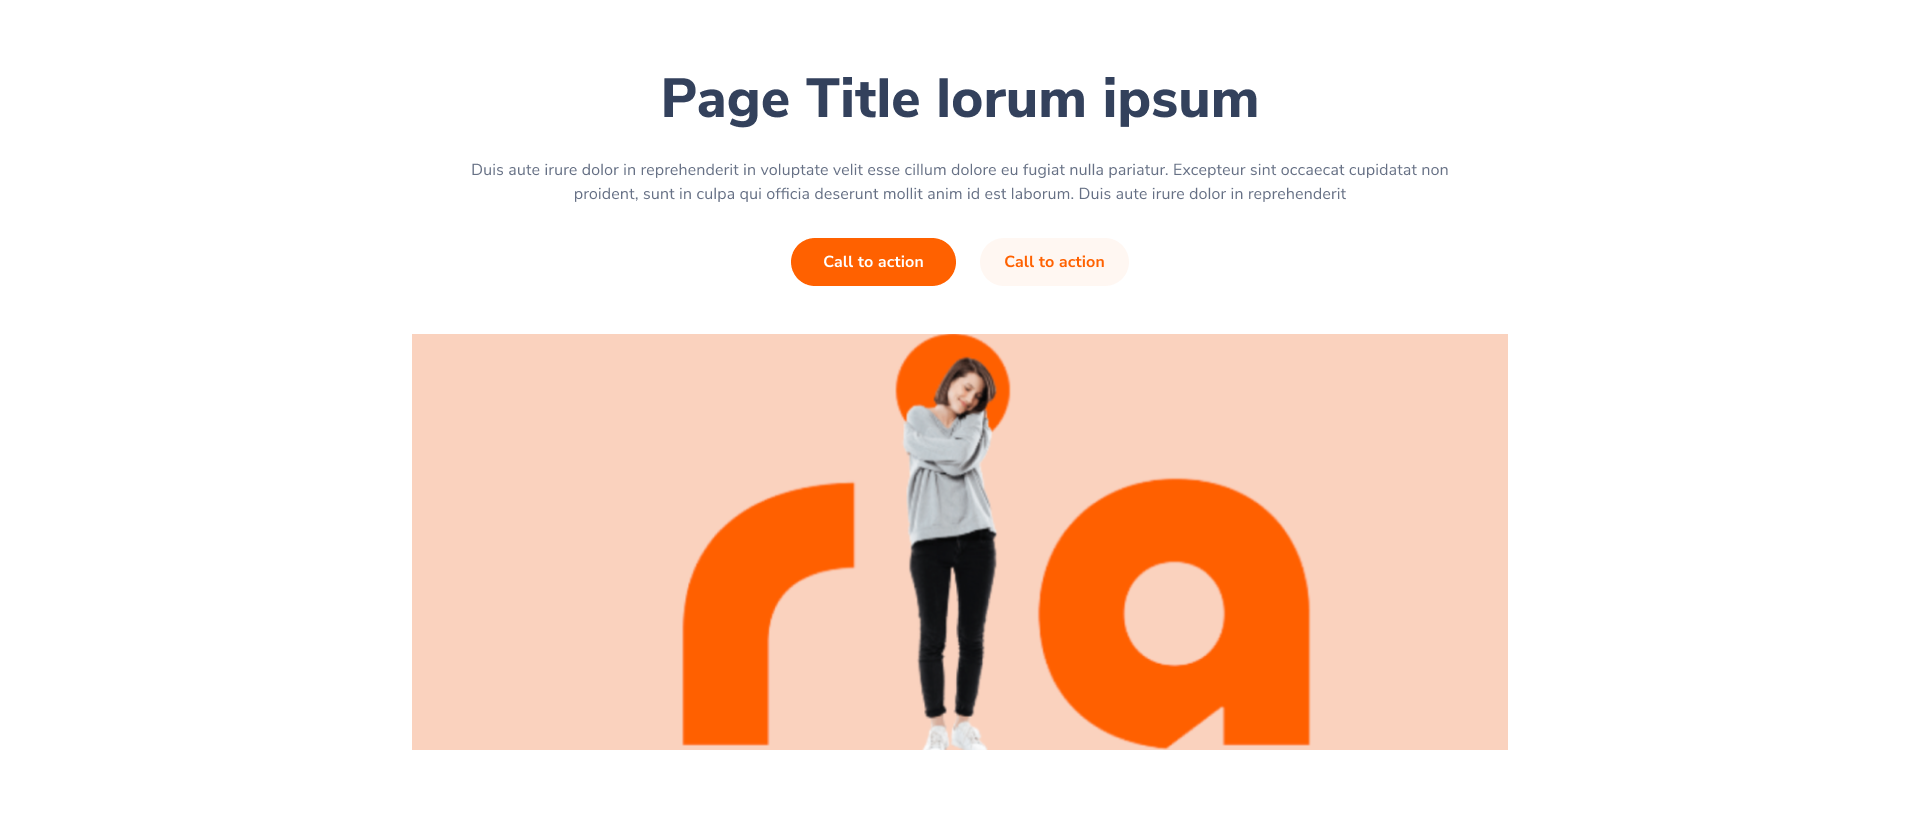 Page Title lorum ipsum
Duis aute irure dolor in reprehenderit in voluptate velit esse cillum dolore eu fugiat nulla pariatur. Excepteur sint occaecat cupidatat non
proident, sunt in culpa qui officia deserunt mollit anim id est laborum. Duis aute irure dolor in reprehenderit
Call to action
Call to action
ria